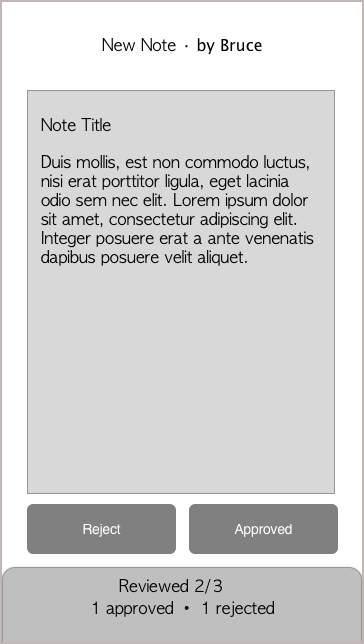 New Note · by Bruce
Note Title
Duis mollis, est non commodo luctus,
nisi erat porttitor ligula, eget lacinia
odio sem nec elit. Lorem ipsum dolor
sit amet, consectetur adipiscing elit.
Integer posuere erat a ante venenatis
dapibus posuere velit aliquet.
Reject
Approved
Reviewed 2/3
1 approved • 1 rejected